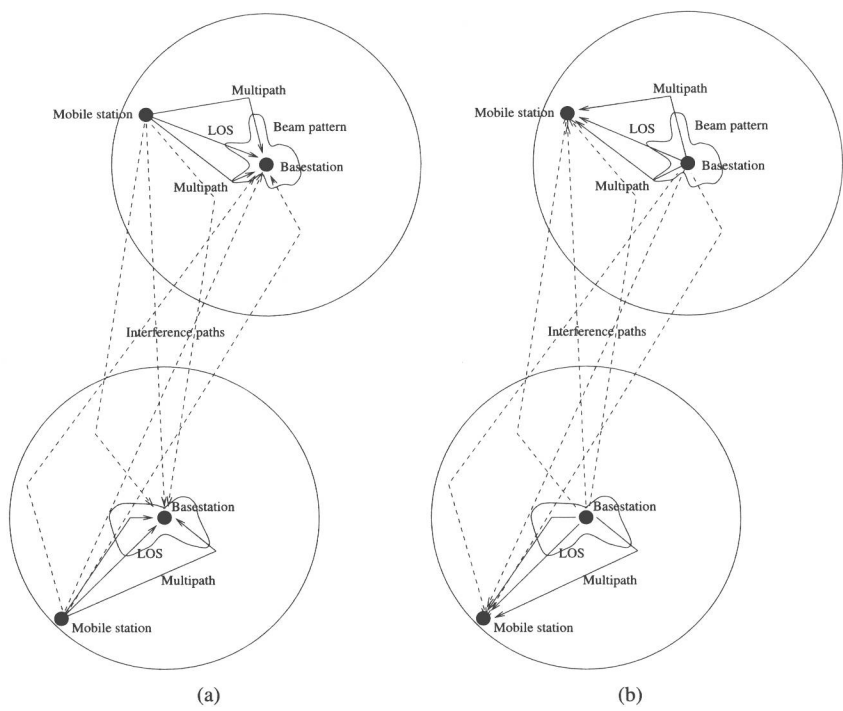 Multipath
Mobile station
LOS
Beam pattern
Basestation
Multipath
Interference paths
Basestation
LOS
Multipath
Mobile station
(a)
Multipath
Mobile station
LOS
Beam pattern
Basestation
Multipath
Interference paths
Basestation
LOS
Multipath
Mobile station
(b)